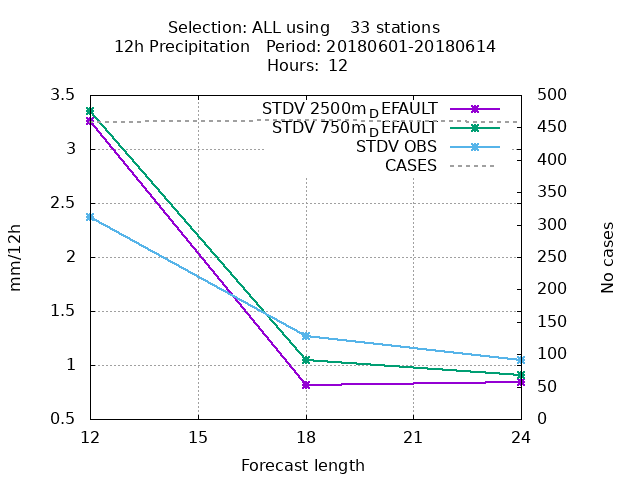 Selection: ALL using    33 stations
12h Precipitation   Period: 20180601-20180614
Hours:  12
3.5
3
2.5
2
1.5
1
0.5
500
450
400
350
300
250
200
150
100
50
0
12
15
18
21
24
mm/12h
No cases
Forecast length
STDV 2500m_DEFAULT
STDV 750m_DEFAULT
STDV OBS
CASES